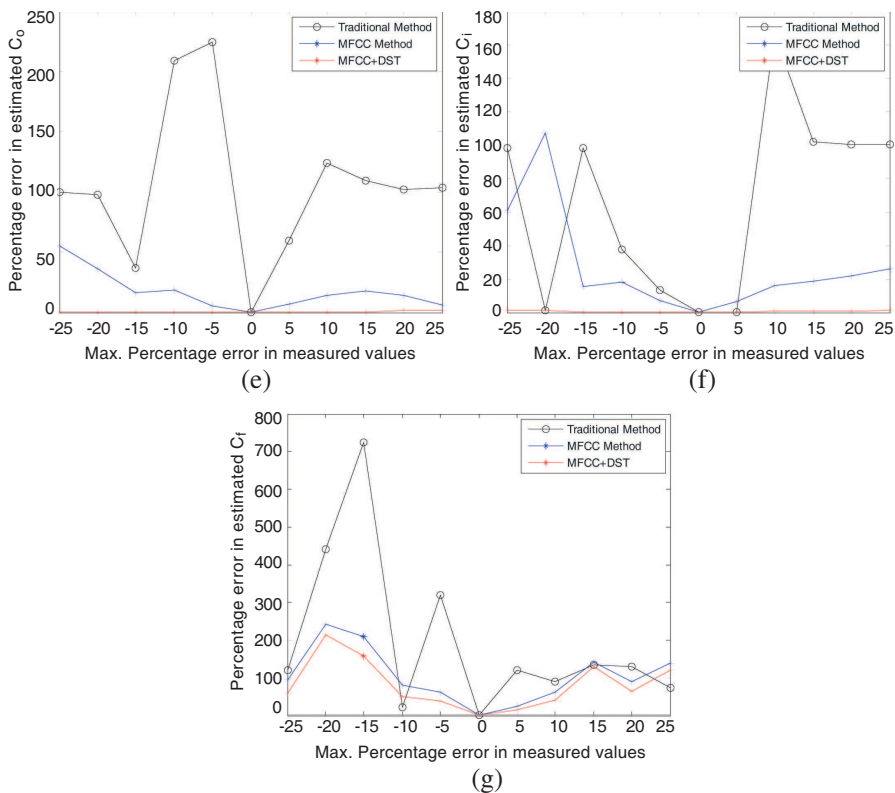 250
200
150
100
50
0
Percentage error in estimated Co
Traditional Method
MFCC Method
MFCC+DST
-25 -20 -15 -10 -5 0 5 10 15 20 25
Max. Percentage error in measured values
(e)
180
160
140
120
100
80
60
40
20
0
Percentage error in estimated Ci
Traditional Method
MFCC Method
MFCC+DST
-25 -20 -15 -10 -5 0 5 10 15 20 25
Max. Percentage error in measured values
(f)
800
700
600
500
400
300
200
100
0
Percentage error in estimated Cf
Traditional Method
MFCC Method
MFCC+DST
-25 -20 -15 -10 -5 0 5 10 15 20 25
Max. Percentage error in measured values
(g)